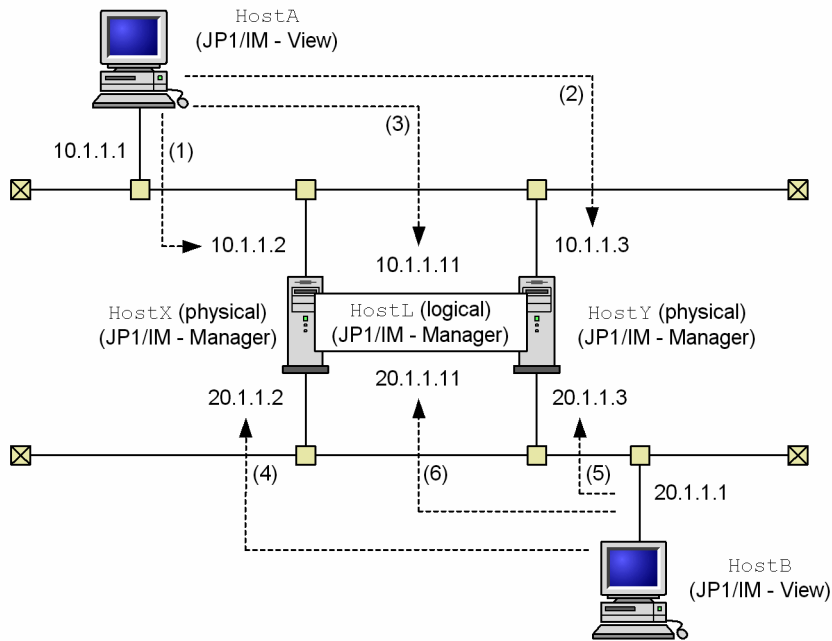 HostA
(JP1/IM - View)
(2)
(3)
10.1.1.1
(1)
10.1.1.2
10.1.1.11
10.1.1.3
HostX (physical)
(JP1/IM - Manager)
HostL (logical)
(JP1/IM - Manager)
HostY (physical)
(JP1/IM - Manager)
20.1.1.2
20.1.1.11
20.1.1.3
(4)
(6)
(5)
20.1.1.1
HostB
(JP1/IM - View)